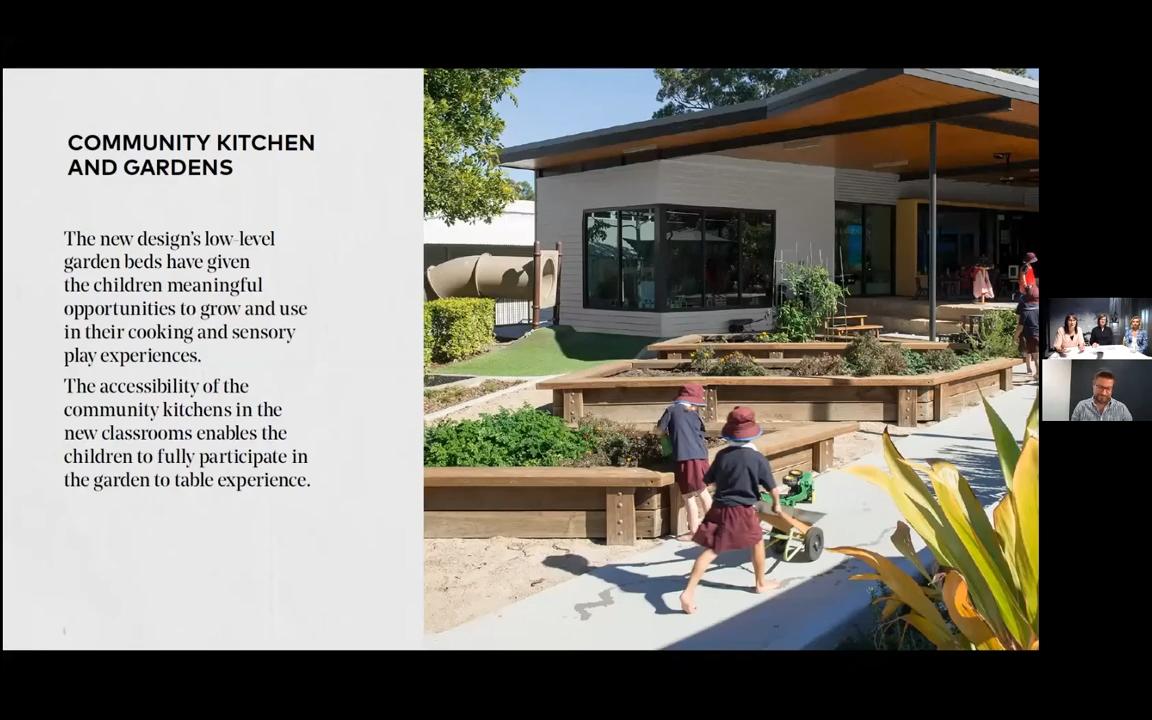 COMMUNITY KITCHEN
AND GARDENS
The new design’s low-level
garden beds have given
the children meaningful
opportunities to grow and use
in their cooking and sensory
play experiences.
The accessibility of the
community kitchens in the
new classrooms enables the
children to fully participate in
the garden to table experience.